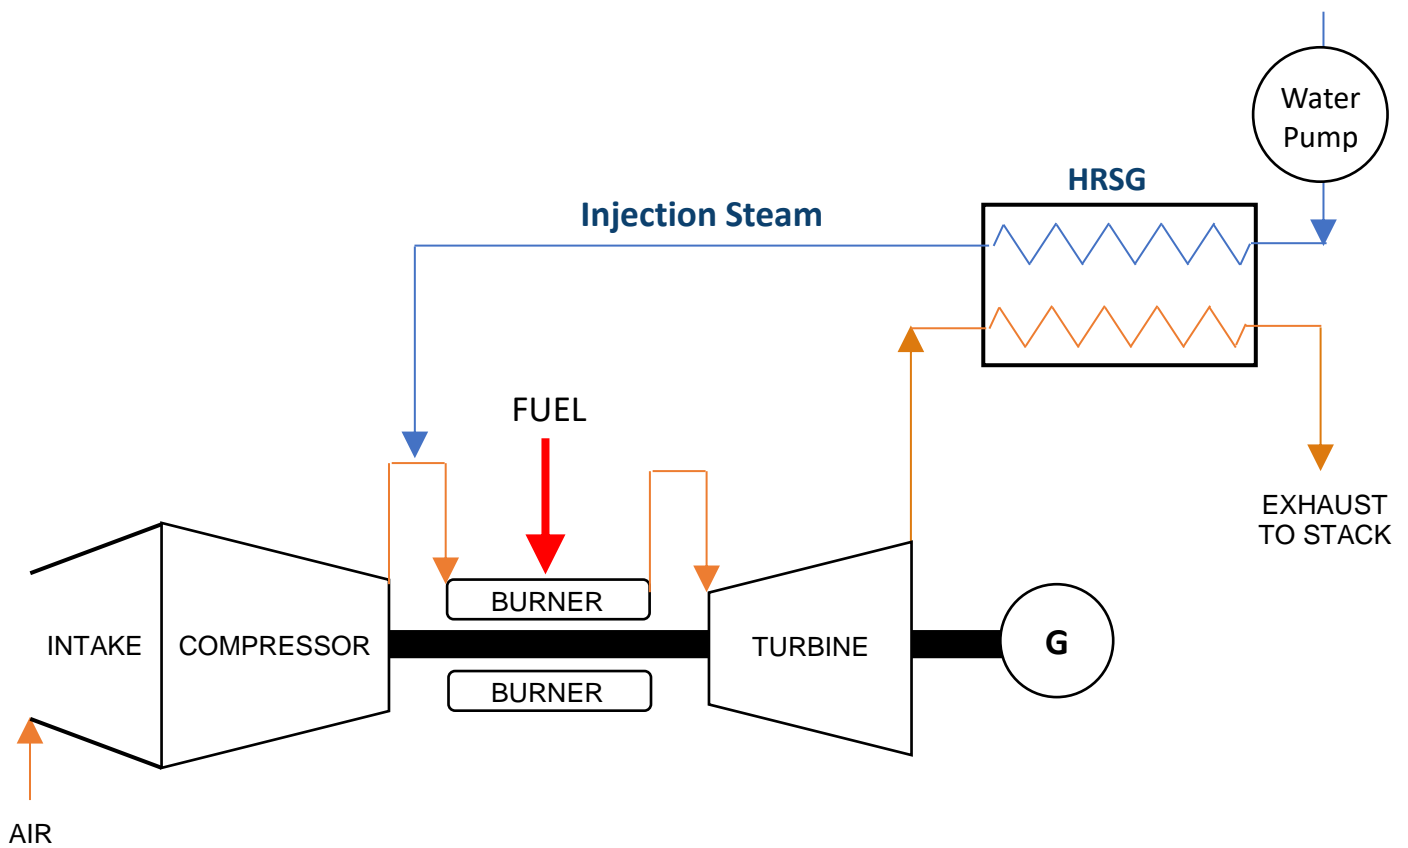 Water
Pump
HRSG
Injection Steam
FUEL
EXHAUST
TO STACK
BURNER
INTAKE
COMPRESSOR
TURBINE
G
BURNER
AIR